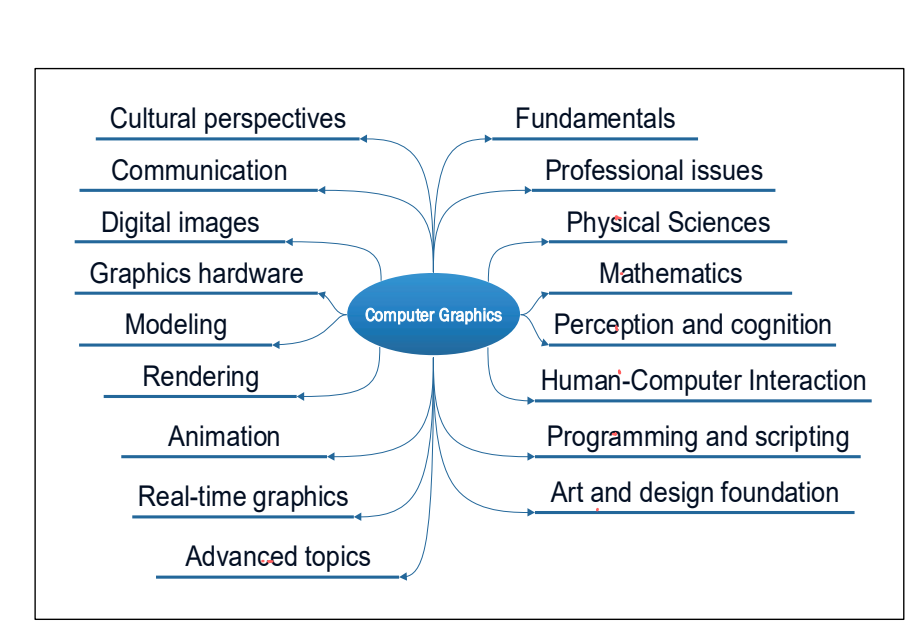 Cultural perspectives
Communication
Digital images
Graphics hardware
Modeling
Rendering
Animation
Real-time graphics
Advanced topics
Computer Graphics
Fundamentals
Professional issues
Physical Sciences
Mathematics
Perception and cognition
Human-Computer Interaction
Programming and scripting
Art and design foundation